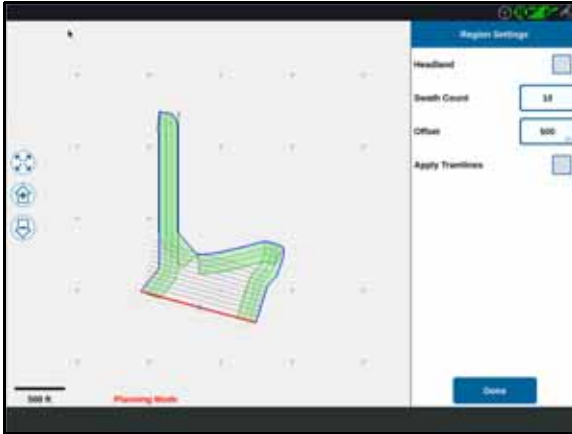 Region Settings
Headland
Swath Count
10
Offset
500
Apply Tramlines
Done
500 ft
Planning Mode